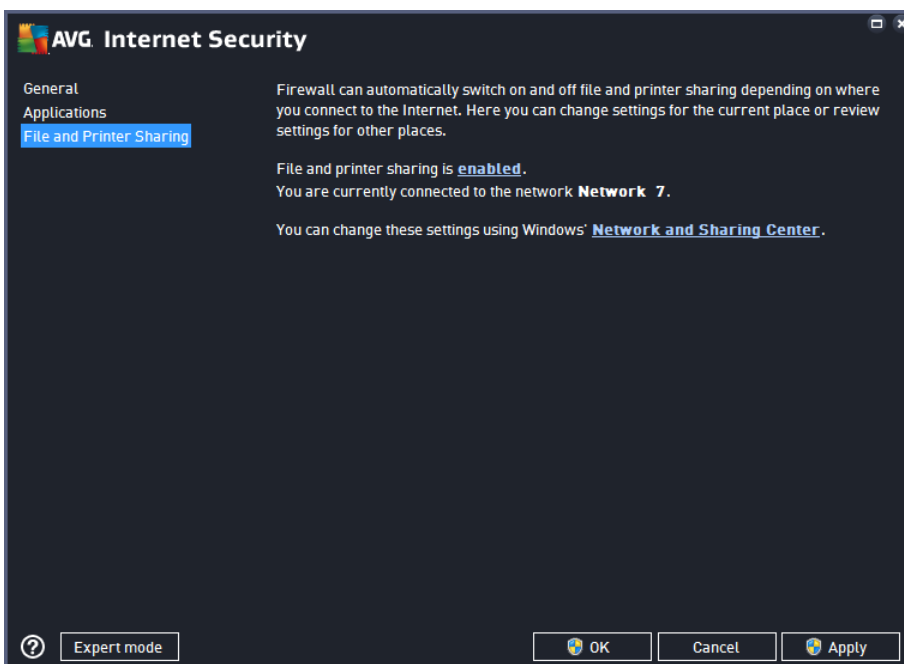 AVG Internet Security
General
Applications
File and Printer Sharing
Firewall can automatically switch on and off file and printer sharing depending on where
you connect to the Internet. Here you can change settings for the current place or review
settings for other places.
File and printer sharing is enabled.
You are currently connected to the network Network 7.
You can change these settings using Windows' Network and Sharing Center.
? Expert mode
OK
Cancel
Apply